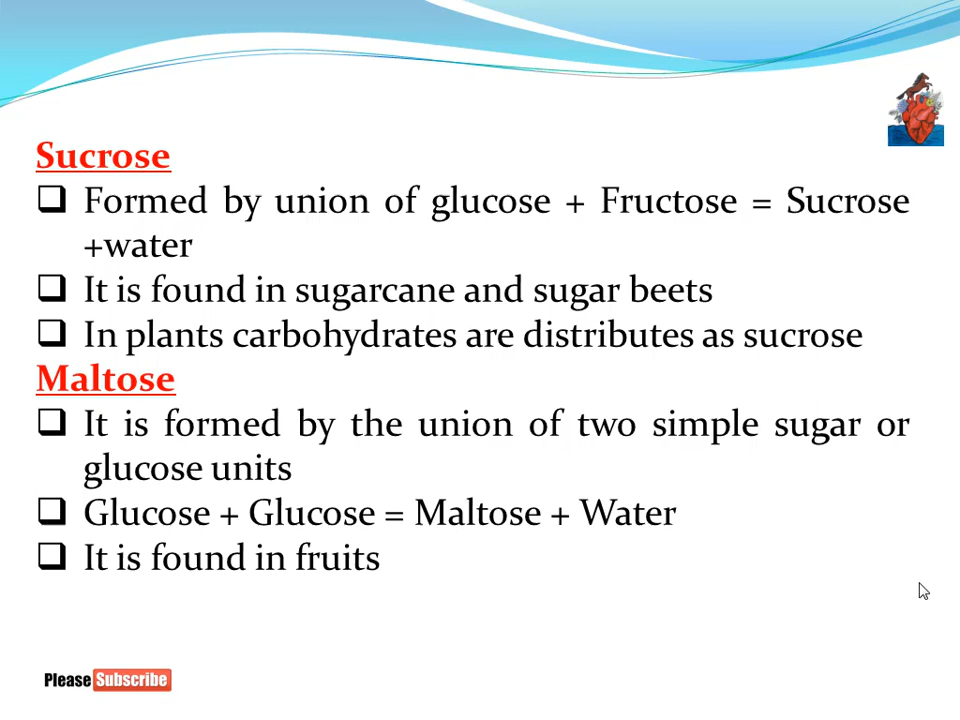 Sucrose
❑ Formed by union of glucose + Fructose = Sucrose
+water
❑ It is found in sugarcane and sugar beets
❑ In plants carbohydrates are distributes as sucrose
Maltose
❑ It is formed by the union of two simple sugar or
glucose units
❑ Glucose + Glucose = Maltose + Water
❑ It is found in fruits
Please Subscribe